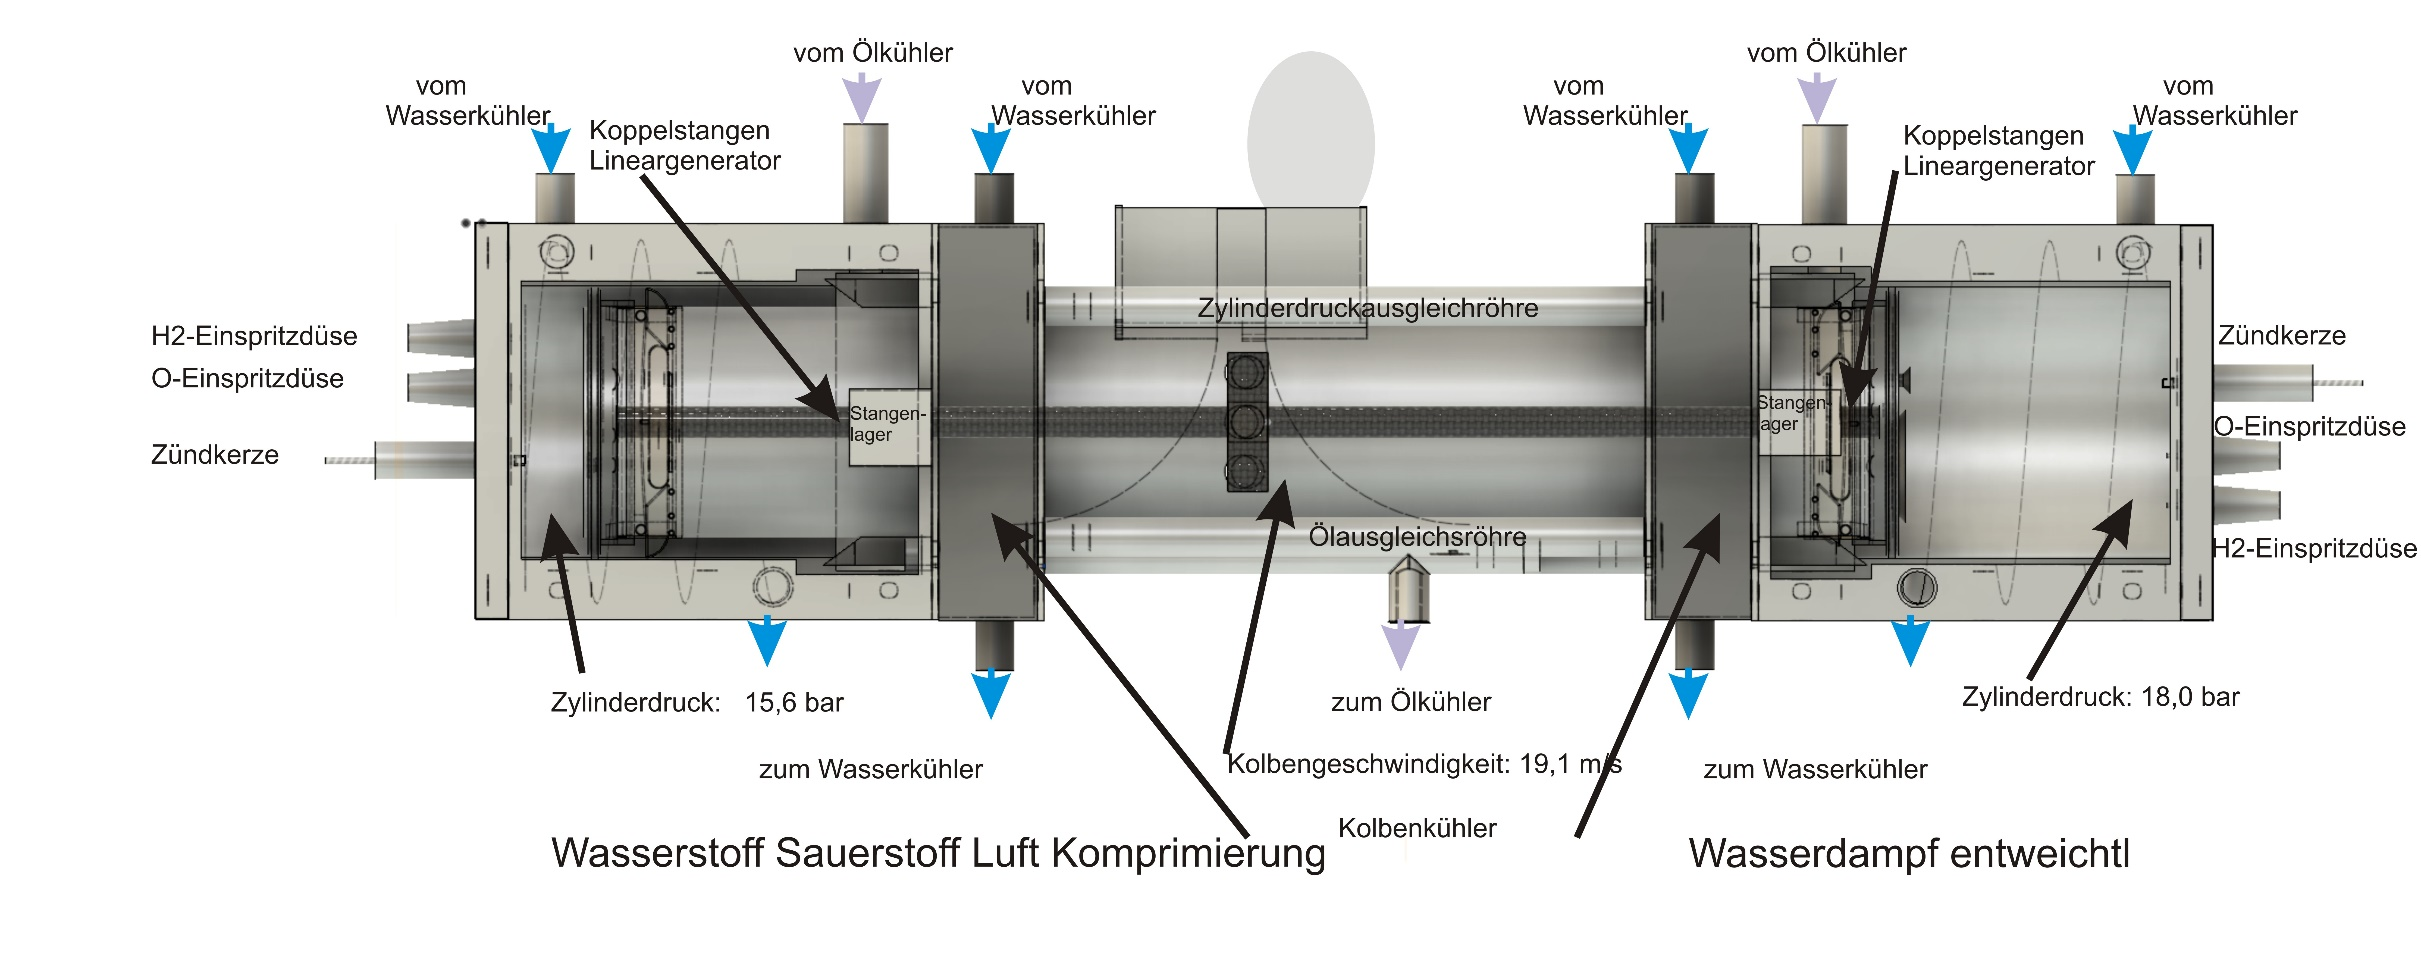 vom Ölkühler
vom Ölkühler
vom
Wasserkühler
vom
Wasserkühler
vom
Wasserkühler
vom
Wasserkühler
Koppelstangen
Lineargenerator
Koppelstangen
Lineargenerator
Zylinderdruckausgleichröhre
H2-Einspritzdüse
O-Einspritzdüse
Zündkerze
Stangen-
lager
Stangen-
lager
Zündkerze
O-Einspritzdüse
H2-Einspritzdüse
Ölausgleichsröhre
Zylinderdruck: 15,6 bar
zum Ölkühler
Zylinderdruck: 18,0 bar
zum Wasserkühler
Kolbengeschwindigkeit: 19,1 m/s
zum Wasserkühler
Kolbenkühler
Wasserstoff Sauerstoff Luft Komprimierung
Wasserdampf entweichtl